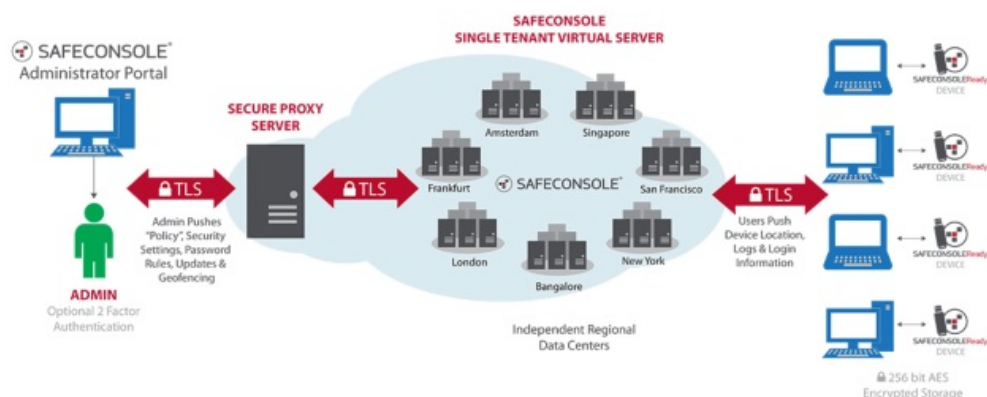 SAFECONSOLE®
Administrator Portal
ADMIN
Optional 2 Factor
Authentication
TLS
Admin Pushes
"Policy", Security
Settings, Password
Rules, Updates &
Geofencing
SECURE PROXY
SERVER
TLS
SAFECONSOLE
SINGLE TENANT VIRTUAL SERVER
Amsterdam
Singapore
Frankfurt
SAFECONSOLE®
San Francisco
London
New York
Bangalore
Independent Regional
Data Centers
TLS
Users Push
Device Location,
Logs & Login
Information
SAFECONSOLEReady
DEVICE
SAFECONSOLEReady
DEVICE
SAFECONSOLEReady
DEVICE
SAFECONSOLEReady
DEVICE
256 bit AES
Encrypted Storage